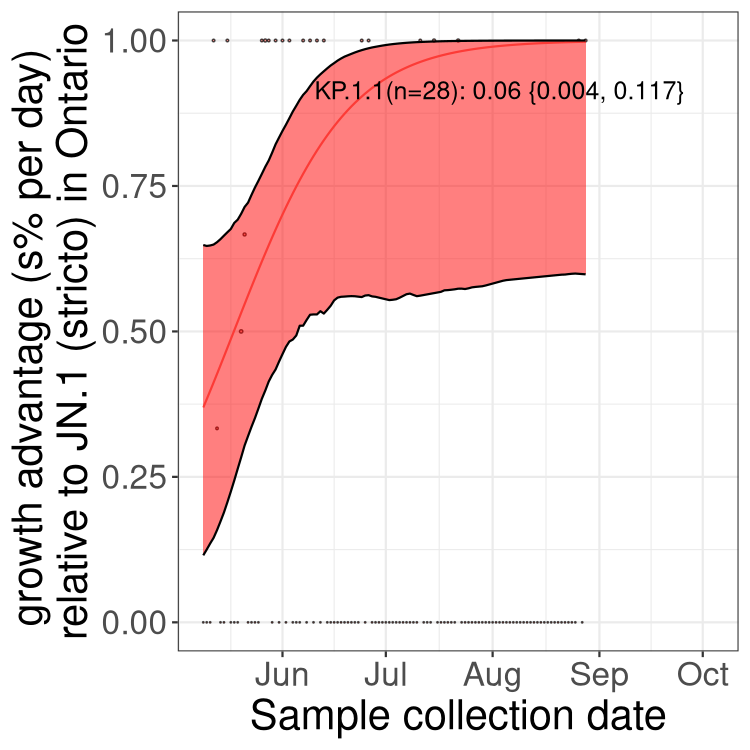 growth advantage (s% per day)
relative to JN.1 (stricto) in Ontario
1.00
0.75
0.50
0.25
0.00
KP.1.1(n=28): 0.06 {0.004, 0.117}
Jun Jul Aug Sep Oct
Sample collection date